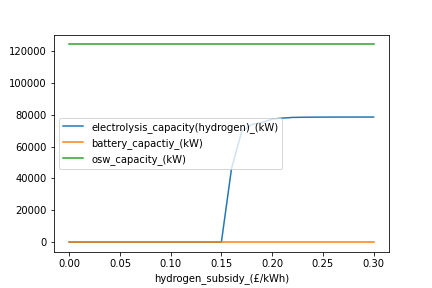 120000
100000
80000
60000
40000
20000
0
electrolysis_capacity(hydrogen)_(kW)
battery_capactiy_(kW)
osw_capacity_(kW)
0.00 0.05 0.10 0.15 0.20 0.25 0.30
hydrogen_subsidy_(£/kWh)